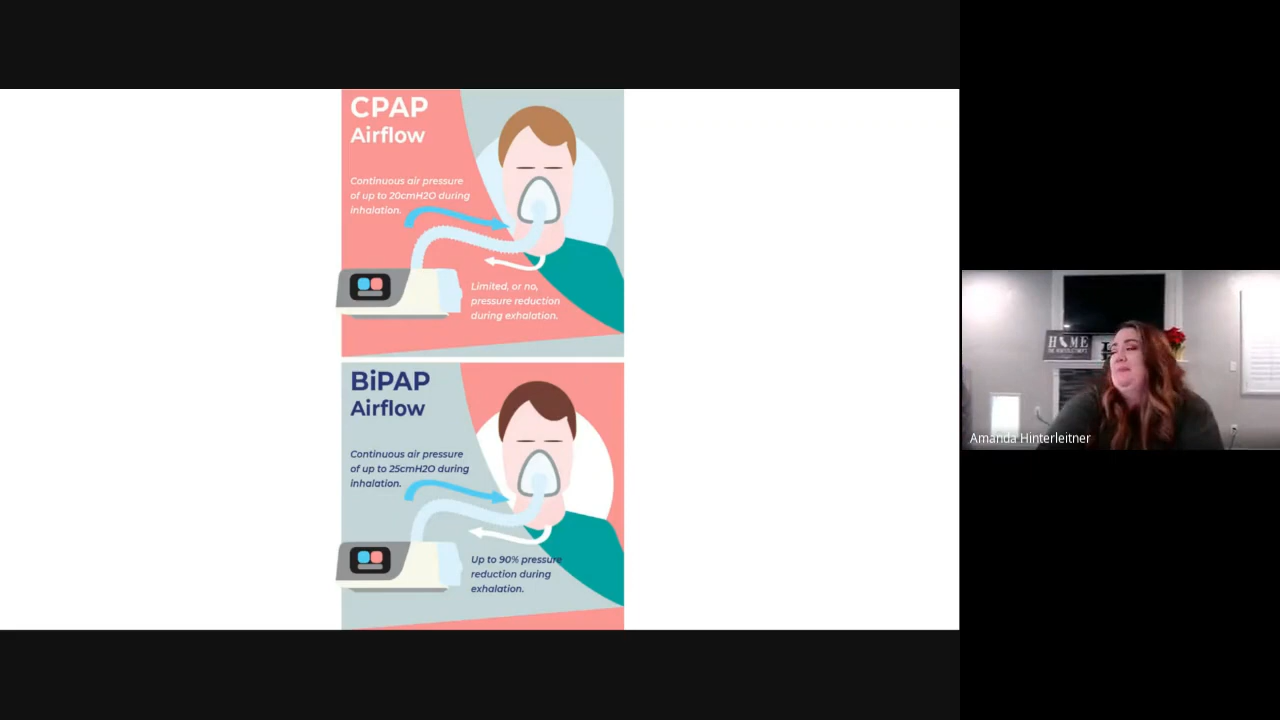 CPAP
Airflow
Continuous air pressure
of up to 20cmH2O during
inhalation.
Limited, or no,
pressure reduction
during exhalation.
BiPAP
Airflow
Continuous air pressure
of up to 25cmH2O during
inhalation.
Up to 90% pressure
reduction during
exhalation.
HOME
Amanda Hinterleitner